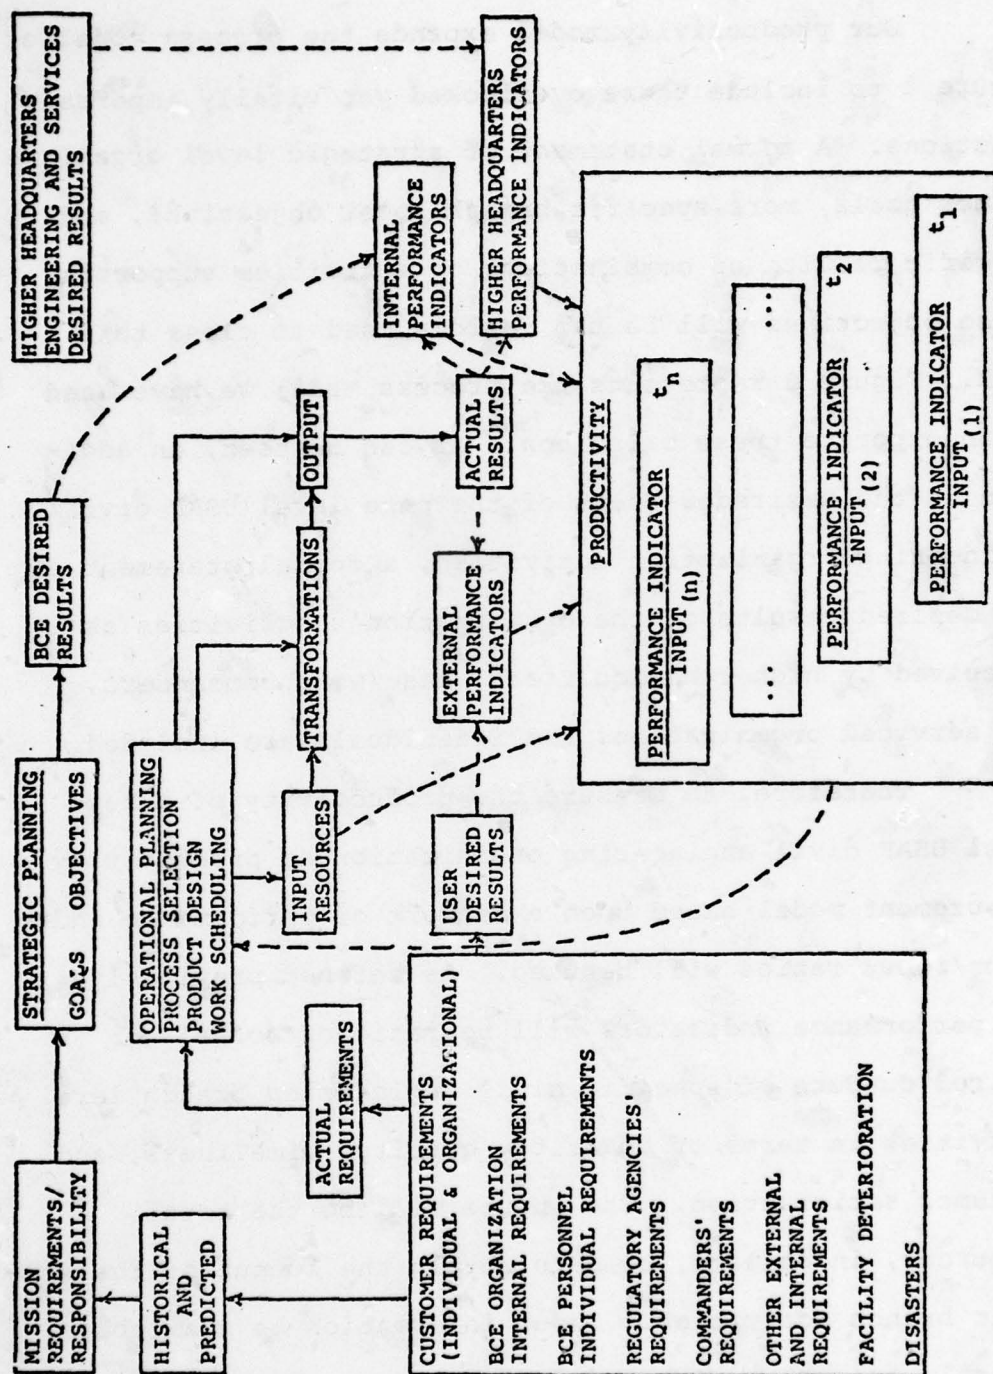 MISSION
REQUIREMENTS/
RESPONSIBILITY
STRATEGIC PLANNING
GOALS OBJECTIVES
BCE DESIRED
RESULTS
HIGHER HEADQUARTERS
ENGINEERING AND SERVICES
DESIRED RESULTS
HISTORICAL
AND
PREDICTED
OPERATIONAL PLANNING
PROCESS SELECTION
PRODUCT DESIGN
WORK SCHEDULING
ACTUAL
REQUIREMENTS
INPUT
RESOURCES
TRANSFORMATIONS
OUTPUT
INTERNAL
PERFORMANCE
INDICATORS
CUSTOMER REQUIREMENTS
(INDIVIDUAL & ORGANIZATIONAL)
BCE ORGANIZATION
INTERNAL REQUIREMENTS
BCE PERSONNEL
INDIVIDUAL REQUIREMENTS
REGULATORY AGENCIES'
REQUIREMENTS
COMMANDERS'
REQUIREMENTS
OTHER EXTERNAL
AND INTERNAL
REQUIREMENTS
FACILITY DETERIORATION
DISASTERS
USER
DESIRED
RESULTS
EXTERNAL
PERFORMANCE
INDICATORS
ACTUAL
RESULTS
HIGHER HEADQUARTERS
PERFORMANCE INDICATORS
PRODUCTIVITY
PERFORMANCE INDICATOR tn
INPUT(n)
...
PERFORMANCE INDICATOR t2
INPUT(2)
PERFORMANCE INDICATOR t1
INPUT(1)